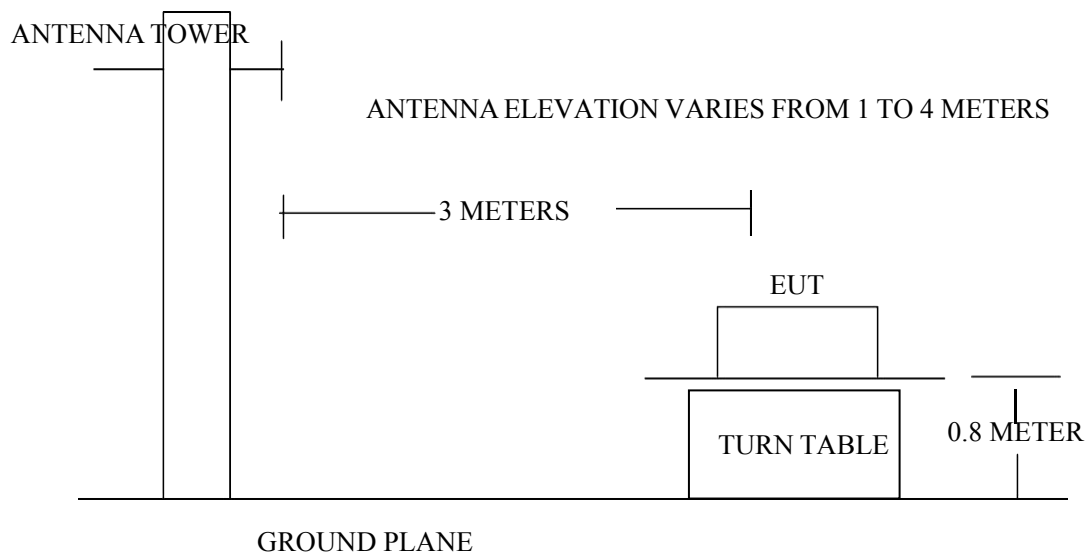 ANTENNA TOWER
ANTENNA ELEVATION VARIES FROM 1 TO 4 METERS
3 METERS
EUT
TURN TABLE
0.8 METER
GROUND PLANE